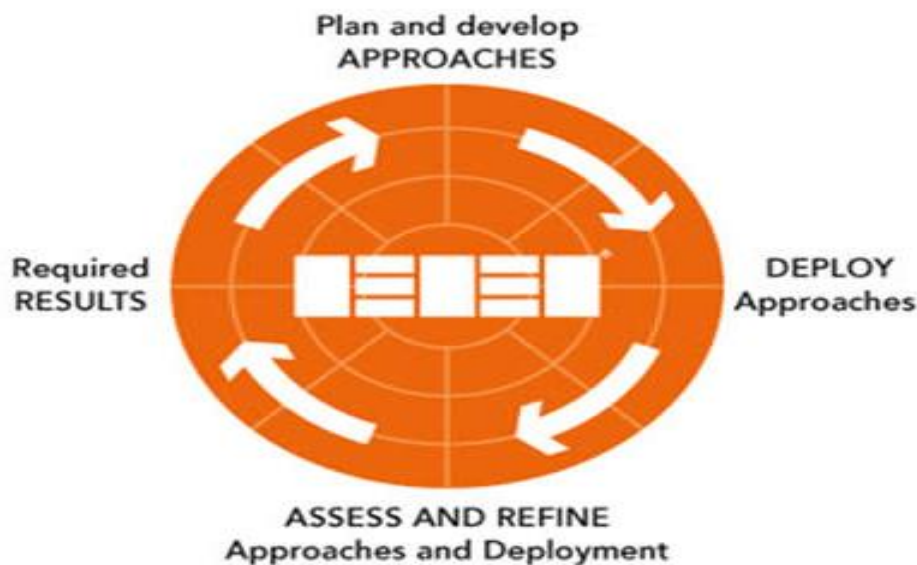 Plan and develop
APPROACHES
Required
RESULTS
DEPLOY
Approaches
ASSESS AND REFINE
Approaches and Deployment